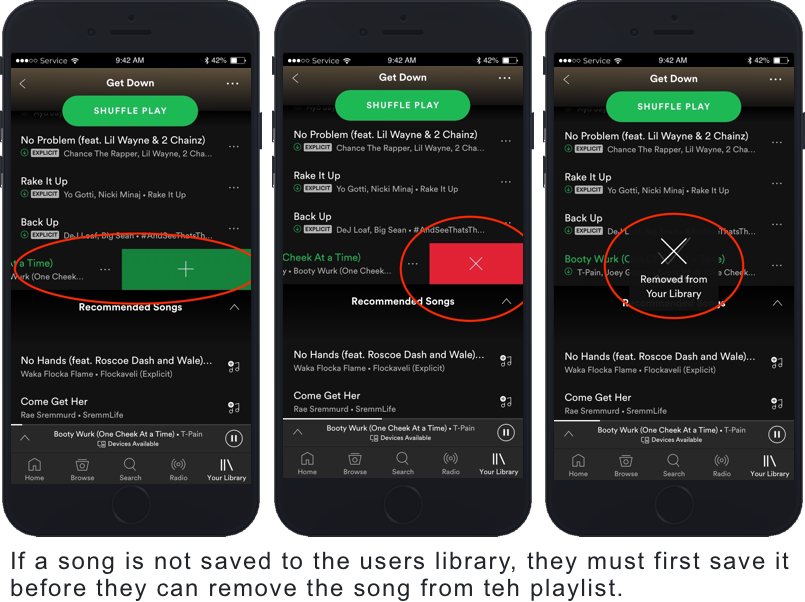 ●●●○○ Service 9:42 AM 42%
Get Down
SHUFFLE PLAY
No Problem (feat. Lil Wayne & 2 Chainz)
EXPLICIT Chance The Rapper, Lil Wayne, 2 Cha...
Rake It Up
EXPLICIT Yo Gotti, Nicki Minaj • Rake It Up
Back Up
EXPLICIT DeJ Loaf, Big Sean • #AndSeeThatsTh...
At a Time)
Wurk (One Cheek...
Recommended Songs
No Hands (feat. Roscoe Dash and Wale)...
Waka Flocka Flame • Flockaveli (Explicit)
Come Get Her
Rae Sremmurd • SremmLife
Booty Wurk (One Cheek At a Time) • T-Pain
Devices Available
Home Browse Search Radio Your Library
●●●○○ Service 9:42 AM 42%
Get Down
SHUFFLE PLAY
No Problem (feat. Lil Wayne & 2 Chainz)
EXPLICIT Chance The Rapper, Lil Wayne, 2 Cha...
Rake It Up
EXPLICIT Yo Gotti, Nicki Minaj • Rake It Up
Back Up
EXPLICIT DeJ Loaf, Big Sean • #AndSeeThatsTh...
Cheek At a Time)
y • Booty Wurk (One Cheek...
Recommended Songs
No Hands (feat. Roscoe Dash and Wale)...
Waka Flocka Flame • Flockaveli (Explicit)
Come Get Her
Rae Sremmurd • SremmLife
Booty Wurk (One Cheek At a Time) • T-Pain
Devices Available
Home Browse Search Radio Your Library
●●●○○ Service 9:42 AM 42%
Get Down
SHUFFLE PLAY
No Problem (feat. Lil Wayne & 2 Chainz)
EXPLICIT Chance The Rapper, Lil Wayne, 2 Cha...
Rake It Up
EXPLICIT Yo Gotti, Nicki Minaj • Rake It Up
Back Up
EXPLICIT DeJ Loaf, Big Sean • #AndSeeThatsTh...
Booty Wurk
T-Pain, Joey Cheek...
Removed from
Your Library
No Hands (feat. Roscoe Dash and Wale)...
Waka Flocka Flame • Flockaveli (Explicit)
Come Get Her
Rae Sremmurd • SremmLife
Booty Wurk (One Cheek At a Time) • T-Pain
Devices Available
Home Browse Search Radio Your Library
If a song is not saved to the users library, they must first save it
before they can remove the song from teh playlist.